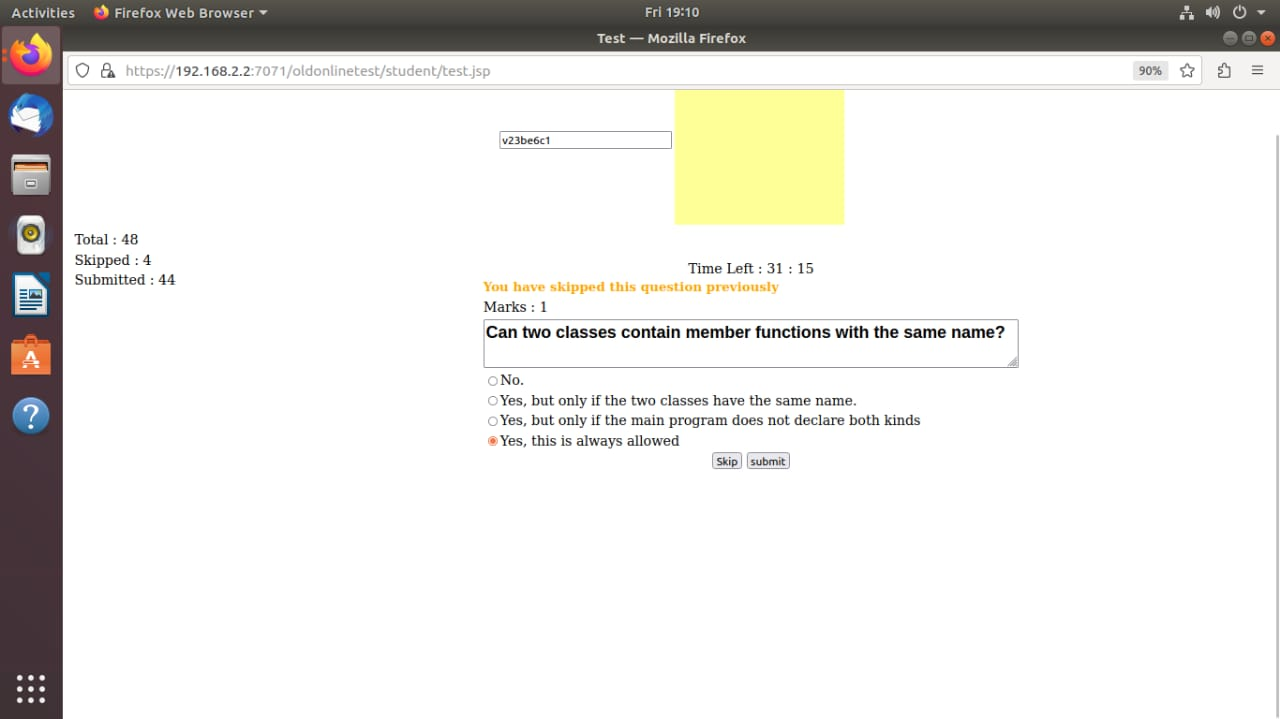 Activities Firefox Web Browser Fri 19:10
Test — Mozilla Firefox
https://192.168.2.2:7071/oldonlinetest/student/test.jsp 90%
v23be6c1
Total : 48
Skipped : 4
Submitted : 44
Time Left : 31 : 15
You have skipped this question previously
Marks : 1
Can two classes contain member functions with the same name?
No.
Yes, but only if the two classes have the same name.
Yes, but only if the main program does not declare both kinds
Yes, this is always allowed
Skip submit